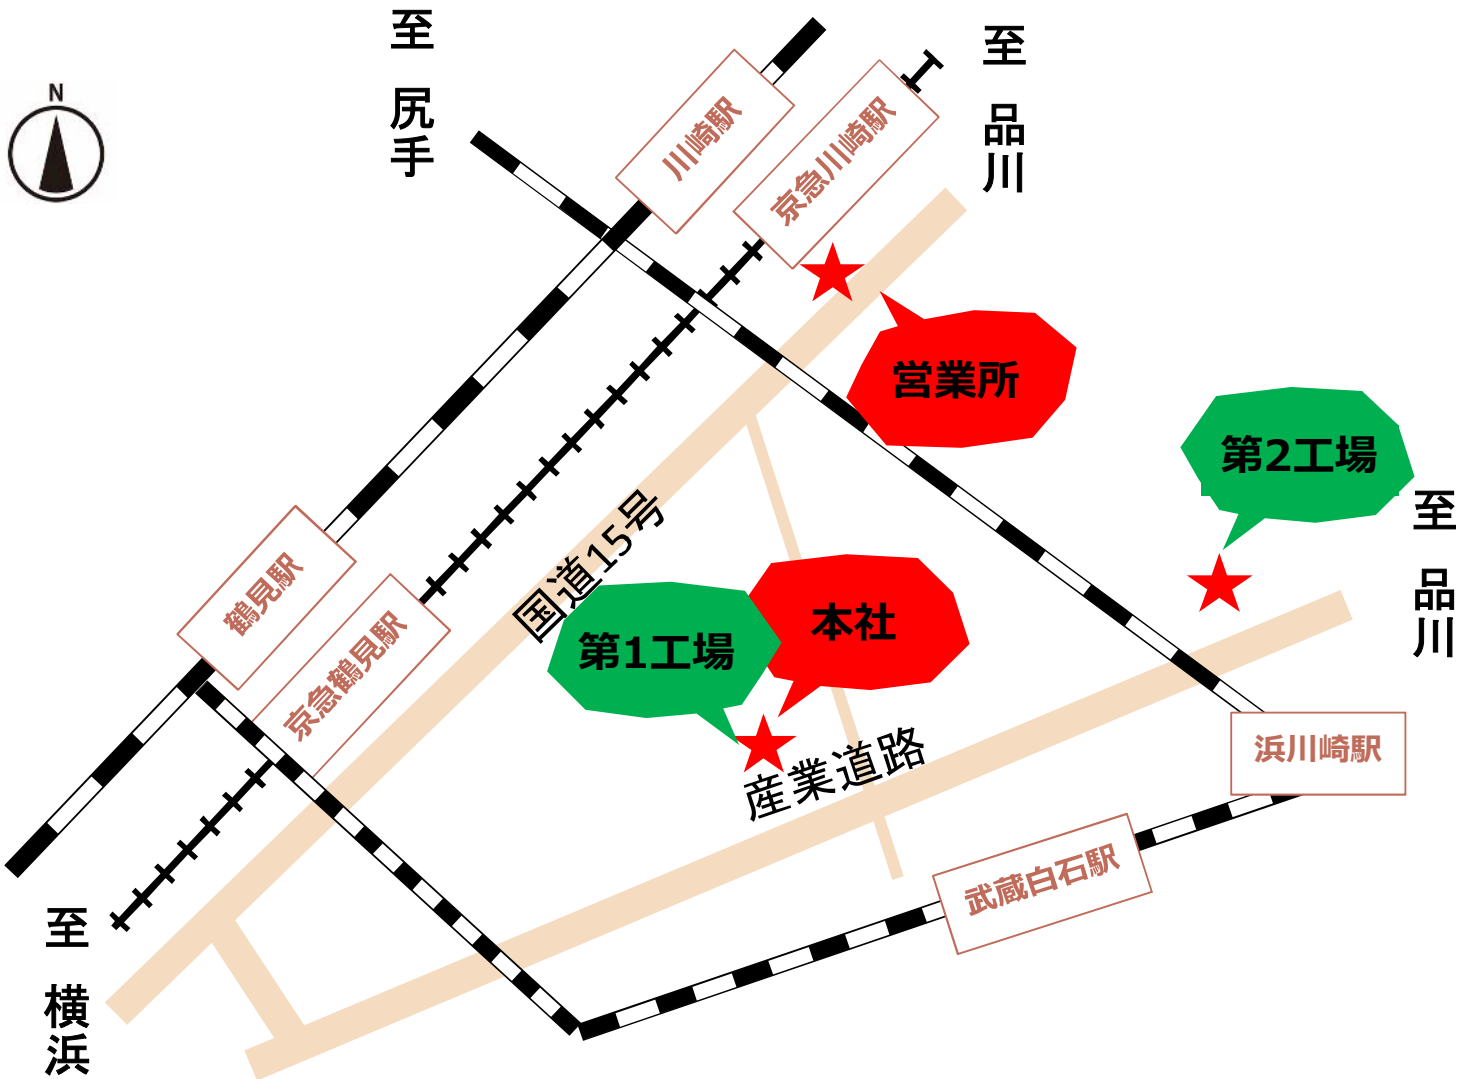 至 尻手
至 品川
N
川崎駅
京急川崎駅
営業所
第2工場
至 品川
国道15号
鶴見駅
京急鶴見駅
第1工場
本社
産業道路
浜川崎駅
武蔵白石駅
至 横浜